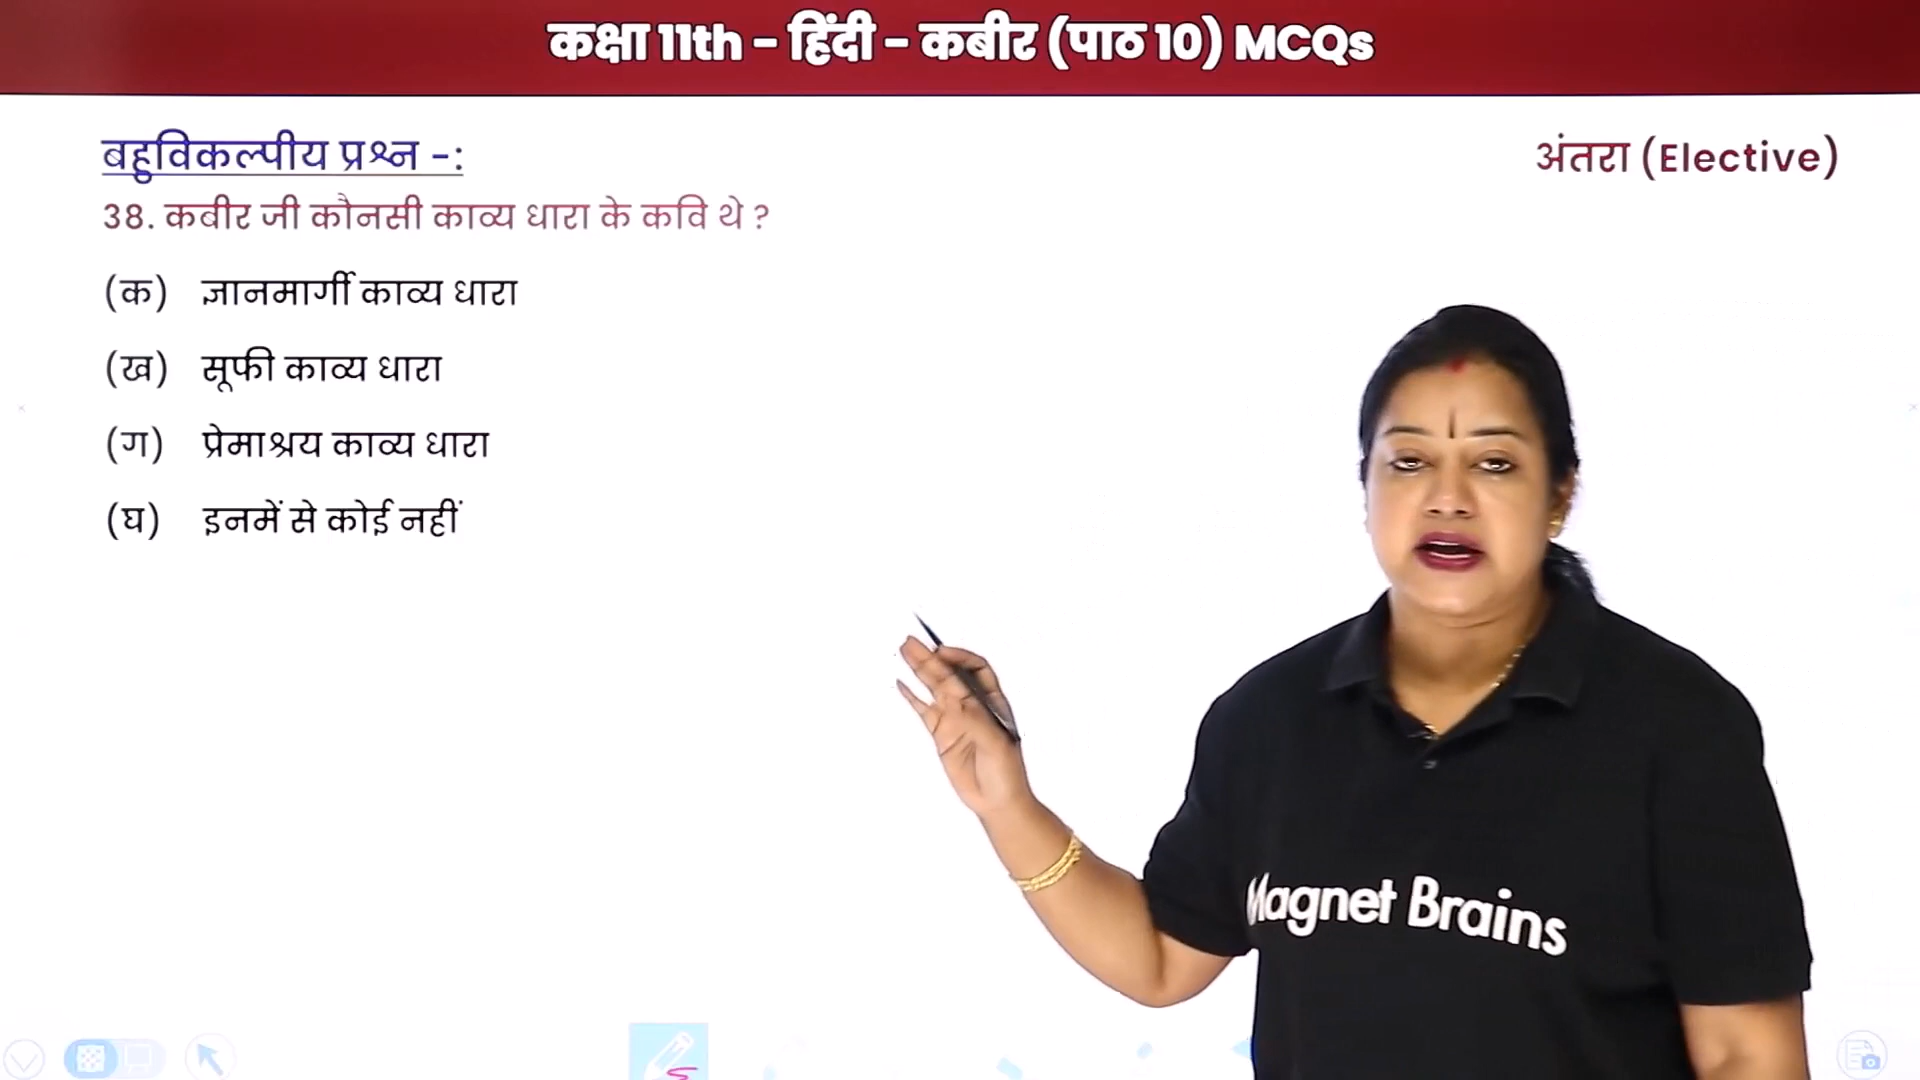 कक्षा 11th - हिंदी - कबीर (पाठ 10) MCQs
बहुविकल्पीय प्रश्न -:
अंतरा (Elective)
38. कबीर जी कौनसी काव्य धारा के कवि थे ?
(क) ज्ञानमार्गी काव्य धारा
(ख) सूफी काव्य धारा
(ग) प्रेमाश्रय काव्य धारा
(घ) इनमें से कोई नहीं
Magnet Brains